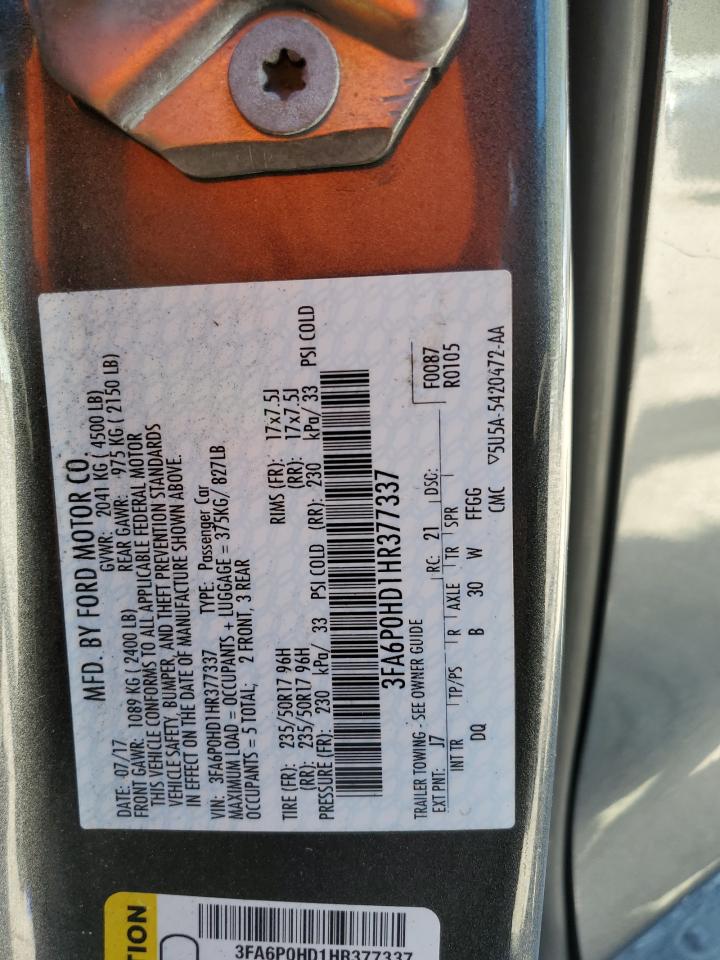 MFD. BY FORD MOTOR CO.
DATE: 07/17 GVWR: 2041 KG ( 4500 LB)
FRONT GAWR: 1089 KG ( 2400 LB) REAR GAWR: 975 KG ( 2150 LB)
THIS VEHICLE CONFORMS TO ALL APPLICABLE FEDERAL MOTOR
VEHICLE SAFETY, BUMPER, AND THEFT PREVENTION STANDARDS
IN EFFECT ON THE DATE OF MANUFACTURE SHOWN ABOVE.
VIN: 3FA6P0HD1HR377337 TYPE: Passenger Car
MAXIMUM LOAD = OCCUPANTS + LUGGAGE = 375KG/ 827LB
OCCUPANTS = 5 TOTAL: 2 FRONT, 3 REAR
TIRE (FR): 235/50R17 96H RIMS (FR): 17x7.5J
(RR): 235/50R17 96H (RR): 17x7.5J
PRESSURE (FR): 230 kPa/ 33 PSI COLD (RR): 230 kPa/ 33 PSI COLD
3FA6P0HD1HR377337
TRAILER TOWING - SEE OWNER GUIDE
F0087
R0105
EXT PNT: J7 RC: 21 DSC:
INT TR TP/PS R AXLE TR SPR
DQ B 30 W FFGG
CMC ▽5U5A-5420472-AA
3FA6P0HD1HR377337